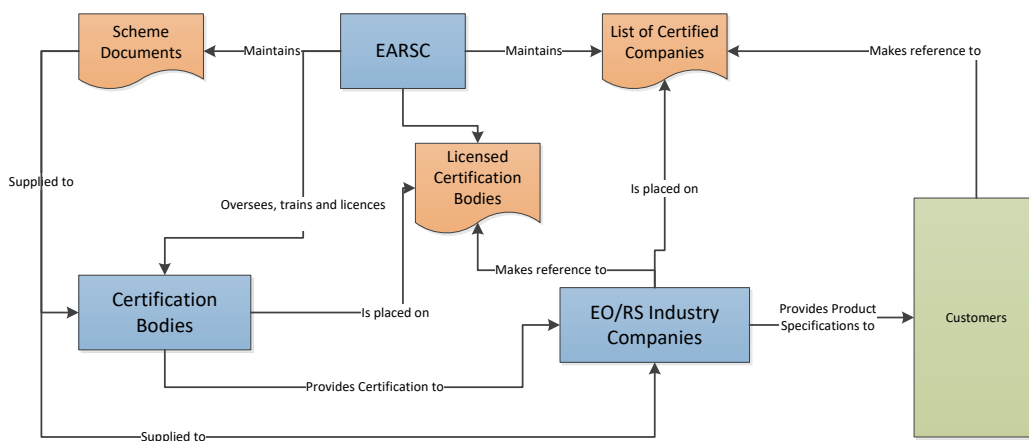 Scheme
Documents
Maintains
EARSC
Maintains
List of Certified
Companies
Makes reference to
Licensed
Certification
Bodies
Supplied to
Oversees, trains and licences
Is placed on
Makes reference to
Certification
Bodies
Is placed on
EO/RS Industry
Companies
Provides Product
Specifications to
Customers
Provides Certification to
Supplied to